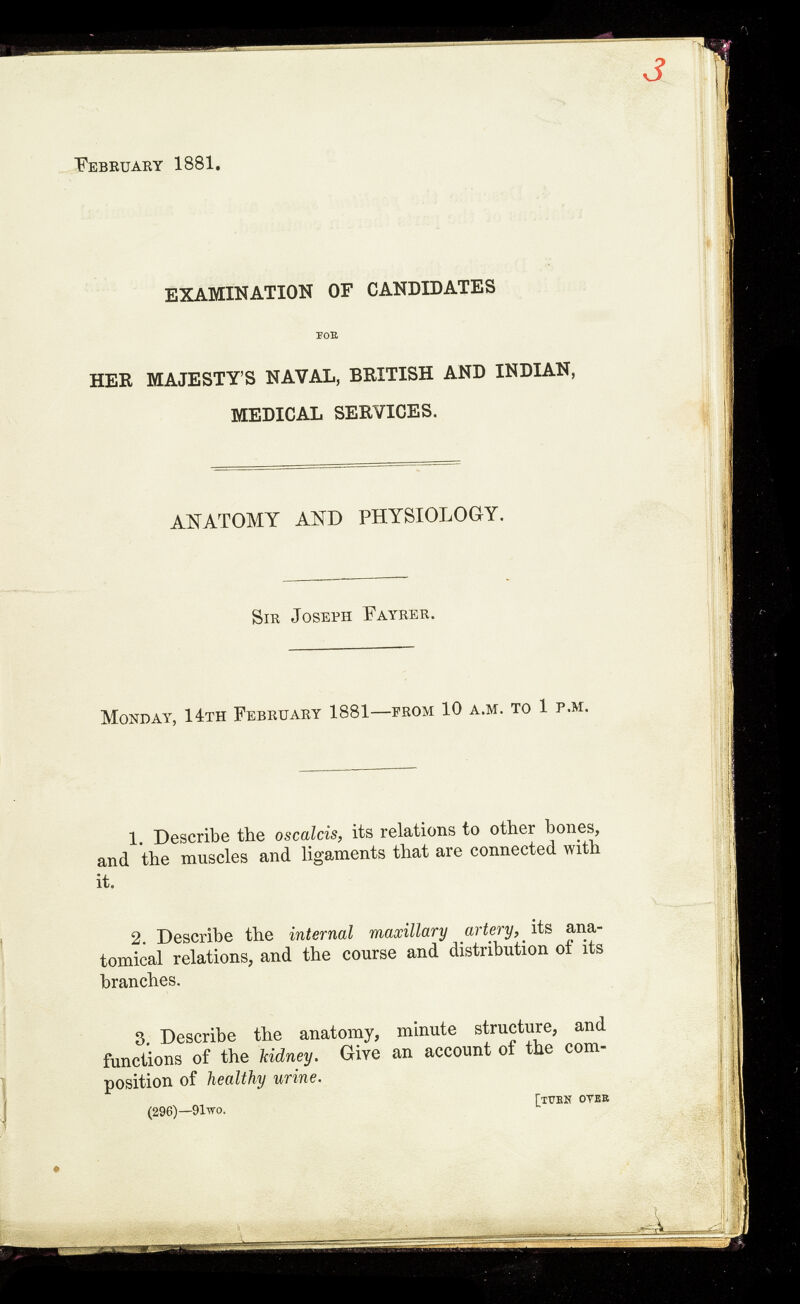 3
FEBRUARY 1881.
EXAMINATION OF CANDIDATES
FOR
HER MAJESTY'S NAVAL, BRITISH AND INDIAN,
MEDICAL SERVICES.
ANATOMY AND PHYSIOLOGY.
SIR JOSEPH FAYRER.
MONDAY, 14TH FEBRUARY 1881—FROM 10 A.M. TO 1 P.M.
1. Describe the oscalcis, its relations to other bones,
and the muscles and ligaments that are connected with
it.
2. Describe the internal maxillary artery, its ana-
tomical relations, and the course and distribution of its
branches.
3. Describe the anatomy, minute structure, and
functions of the kidney. Give an account of the com-
position of healthy urine.
[TURN OVER
(296)—91wo.